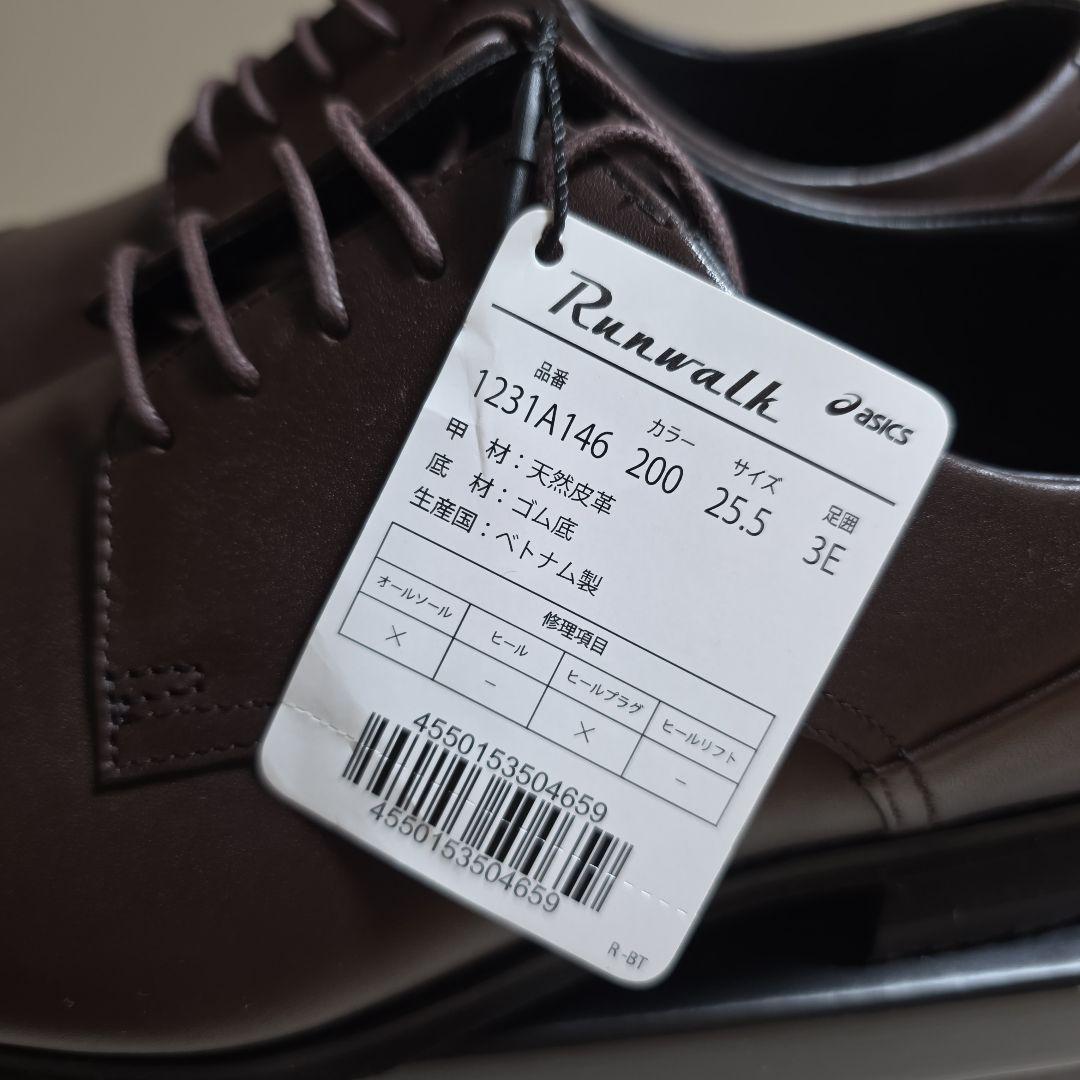 Runwalk asics
品番 カラー サイズ 足囲
1231A146 200 25.5 3E
甲 材：天然皮革
底 材：ゴム底
生産国：ベトナム製
修理項目
オールソール ヒール ヒールプラグ ヒールリフト
× − × −
4550153504659
4550153504659
R-BT